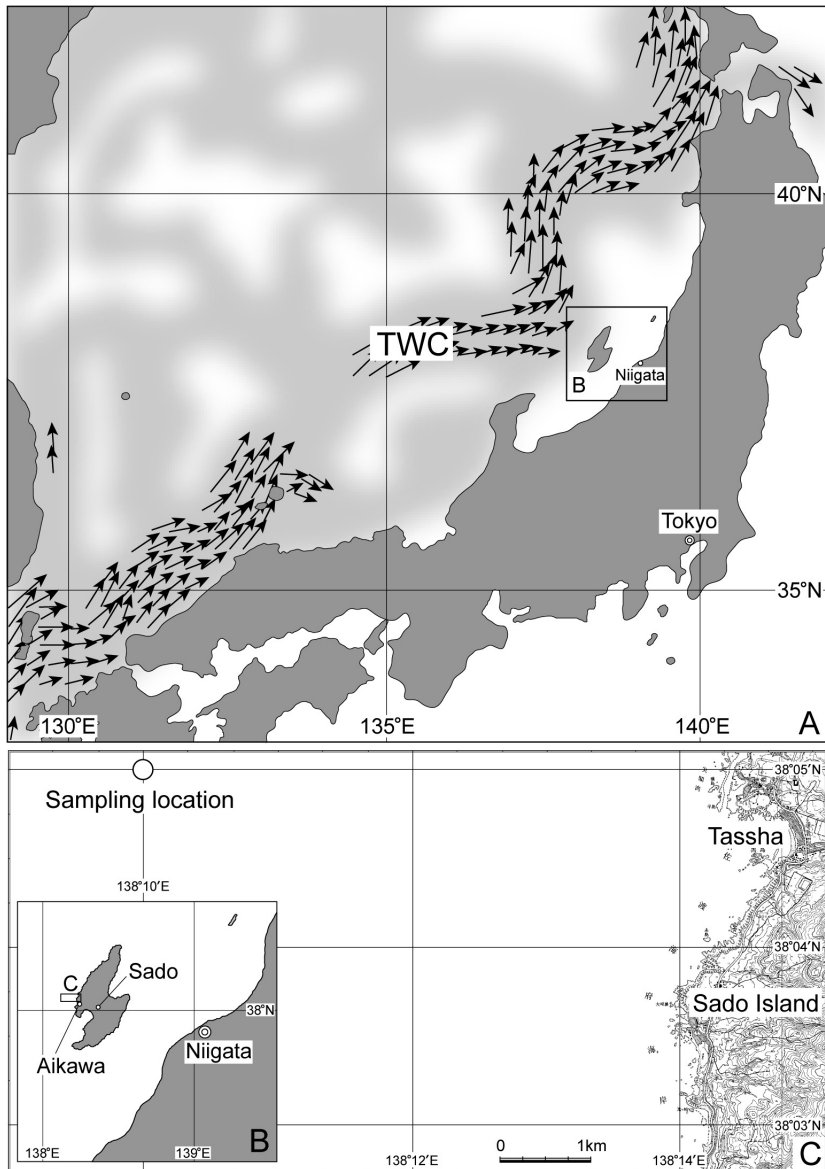 40°N
TWC
B
Niigata
Tokyo
35°N
130°E
135°E
140°E
A
Sampling location
38°05′N
Tassha
138°10′E
38°04′N
C
Sado
38°N
Sado Island
Aikawa
Niigata
138°E
139°E
B
38°03′N
138°12′E
0
1km
138°14′E
C